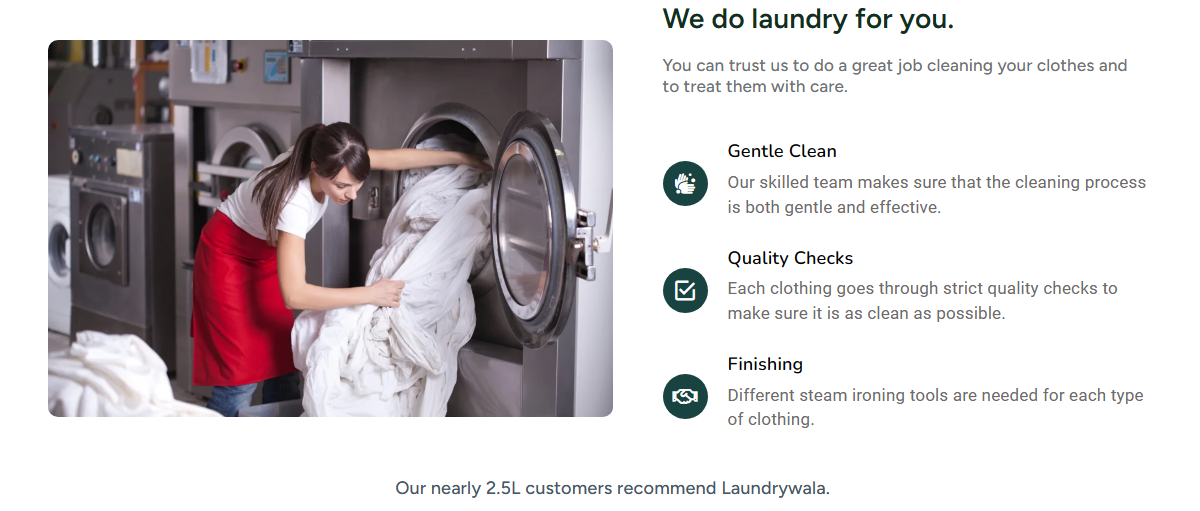 We do laundry for you.
You can trust us to do a great job cleaning your clothes and
to treat them with care.
Gentle Clean
Our skilled team makes sure that the cleaning process
is both gentle and effective.
Quality Checks
Each clothing goes through strict quality checks to
make sure it is as clean as possible.
Finishing
Different steam ironing tools are needed for each type
of clothing.
Our nearly 2.5L customers recommend Laundrywala.